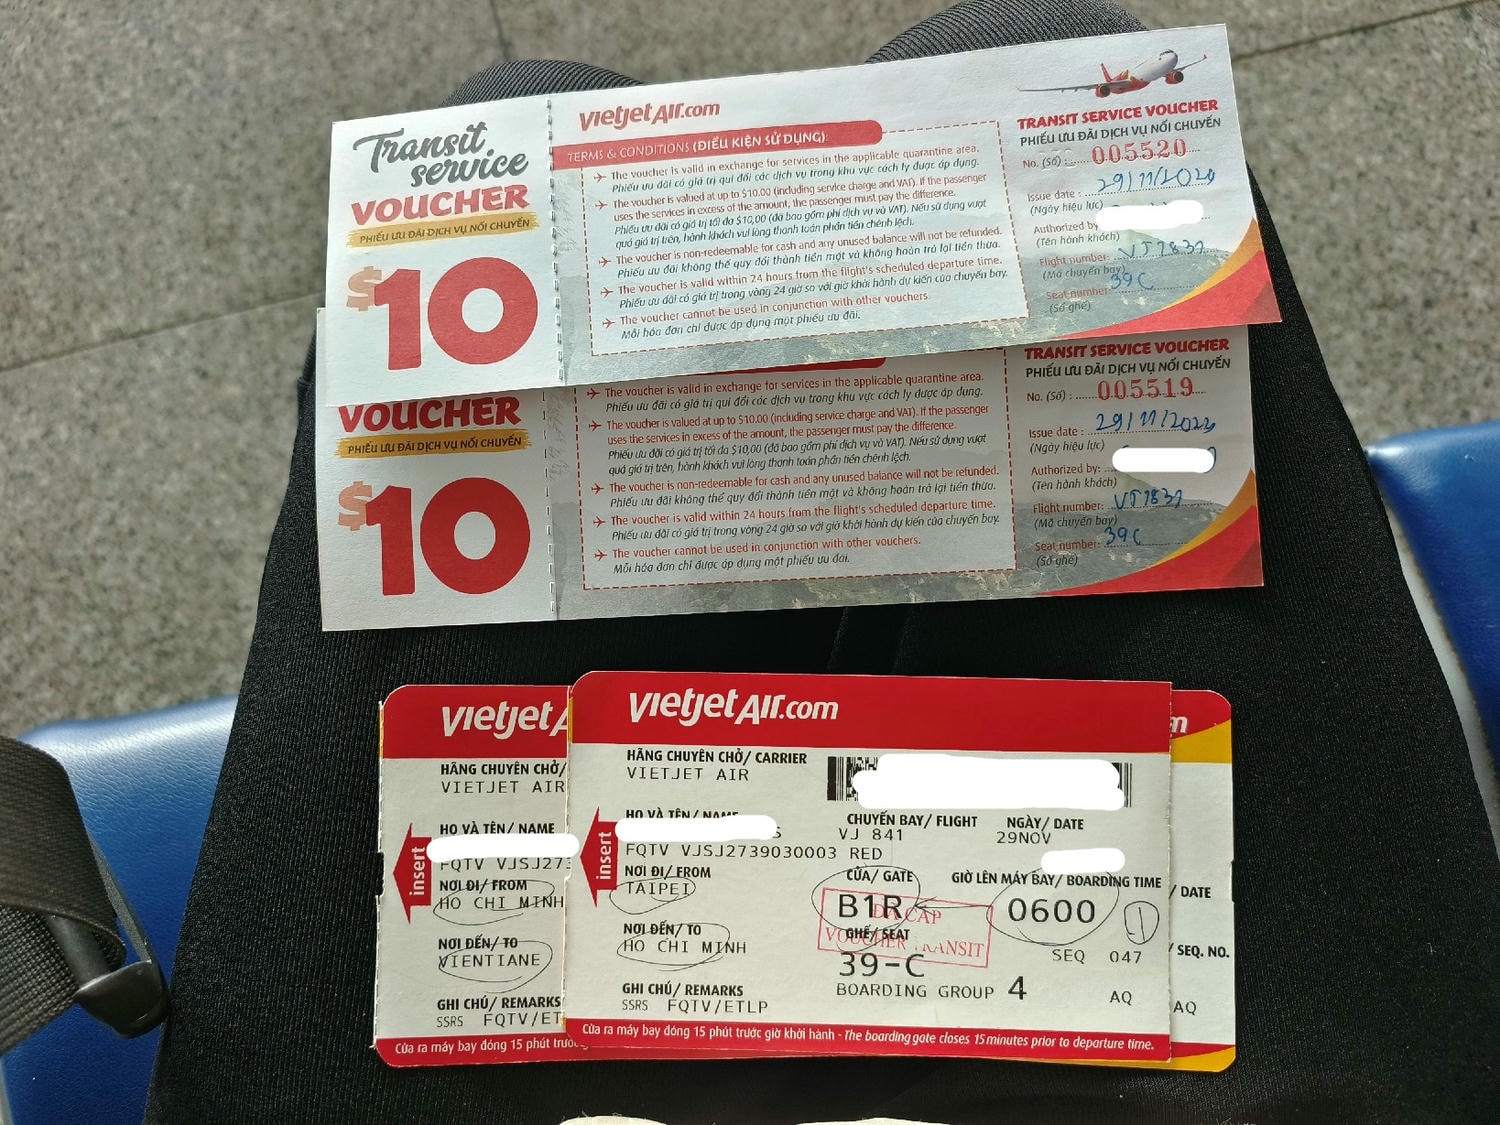 Transit
service
VOUCHER
PHIẾU ƯU ĐÃI DỊCH VỤ NỐI CHUYẾN
$10
vietjetAir.com
TERMS & CONDITIONS (ĐIỀU KIỆN SỬ DỤNG):
The voucher is valid in exchange for services in the applicable quarantine area.
Phiếu ưu đãi có giá trị qui đổi các dịch vụ trong khu vực cách ly được áp dụng.
The voucher is valued at up to $10.00 (including service charge and VAT). If the passenger
uses the services in excess of the amount, the passenger must pay the difference.
Phiếu ưu đãi có giá trị tối đa $10,00 (đã bao gồm phí dịch vụ và VAT). Nếu sử dụng vượt
quá giá trị trên, hành khách vui lòng thanh toán phần tiền chênh lệch.
The voucher is non-redeemable for cash and any unused balance will not be refunded.
Phiếu ưu đãi không thể quy đổi thành tiền mặt và không hoàn trả lại tiền thừa.
The voucher is valid within 24 hours from the flight's scheduled departure time.
Phiếu ưu đãi có giá trị trong vòng 24 giờ so với giờ khởi hành dự kiến của chuyến bay.
The voucher cannot be used in conjunction with other vouchers.
Mỗi hóa đơn chỉ được áp dụng một phiếu ưu đãi.
TRANSIT SERVICE VOUCHER
PHIẾU ƯU ĐÃI DỊCH VỤ NỐI CHUYẾN
No. (Số) : 005520
Issue date : 29/11/2020
(Ngày hiệu lực)
Authorized by
(Tên hành khách)
Flight number: VJ1831
(Mã chuyến bay)
Seat number: 39C
(Số ghế)
VOUCHER
PHIẾU ƯU ĐÃI DỊCH VỤ NỐI CHUYẾN
$10
The voucher is valid in exchange for services in the applicable quarantine area.
Phiếu ưu đãi có giá trị qui đổi các dịch vụ trong khu vực cách ly được áp dụng.
The voucher is valued at up to $10.00 (including service charge and VAT). If the passenger
uses the services in excess of the amount, the passenger must pay the difference.
Phiếu ưu đãi có giá trị tối đa $10,00 (đã bao gồm phí dịch vụ và VAT). Nếu sử dụng vượt
quá giá trị trên, hành khách vui lòng thanh toán phần tiền chênh lệch.
The voucher is non-redeemable for cash and any unused balance will not be refunded.
Phiếu ưu đãi không thể quy đổi thành tiền mặt và không hoàn trả lại tiền thừa.
The voucher is valid within 24 hours from the flight's scheduled departure time.
Phiếu ưu đãi có giá trị trong vòng 24 giờ so với giờ khởi hành dự kiến của chuyến bay.
The voucher cannot be used in conjunction with other vouchers.
Mỗi hóa đơn chỉ được áp dụng một phiếu ưu đãi.
TRANSIT SERVICE VOUCHER
PHIẾU ƯU ĐÃI DỊCH VỤ NỐI CHUYẾN
No. (Số) : 005519
Issue date : 29/11/2023
(Ngày hiệu lực)
Authorized by:
(Tên hành khách)
Flight number: VJ1831
(Mã chuyến bay)
Seat number: 39C
(Số ghế)
vietjetA
HÃNG CHUYÊN CHỞ/
VIETJET AIR
HỌ VÀ TÊN/ NAME
FQTV VJSJ273
insert
NƠI ĐI/ FROM
HO CHI MINH
NƠI ĐẾN/ TO
VIENTIANE
GHI CHÚ/ REMARKS
SSRS FQTV/ET
Cửa ra máy bay đóng 15 phút trước
vietjetAir.com
HÃNG CHUYÊN CHỞ/ CARRIER
VIETJET AIR
HỌ VÀ TÊN/ NAME
S
CHUYẾN BAY/ FLIGHT
VJ 841
NGÀY/ DATE
29NOV
FQTV VJSJ2739030003 RED
insert
NƠI ĐI/ FROM
TAIPEI
CỬA/ GATE
B1R
GIỜ LÊN MÁY BAY/ BOARDING TIME
0600
1
ĐÃ CẤP
VOUCHER TRANSIT
NƠI ĐẾN/ TO
HO CHI MINH
GHẾ/ SEAT
39-C
SEQ 047
GHI CHÚ/ REMARKS
SSRS FQTV/ETLP
BOARDING GROUP 4
AQ
Cửa ra máy bay đóng 15 phút trước giờ khởi hành - The boarding gate closes 15 minutes prior to departure time.
m
/ DATE
SEQ. NO.
AQ